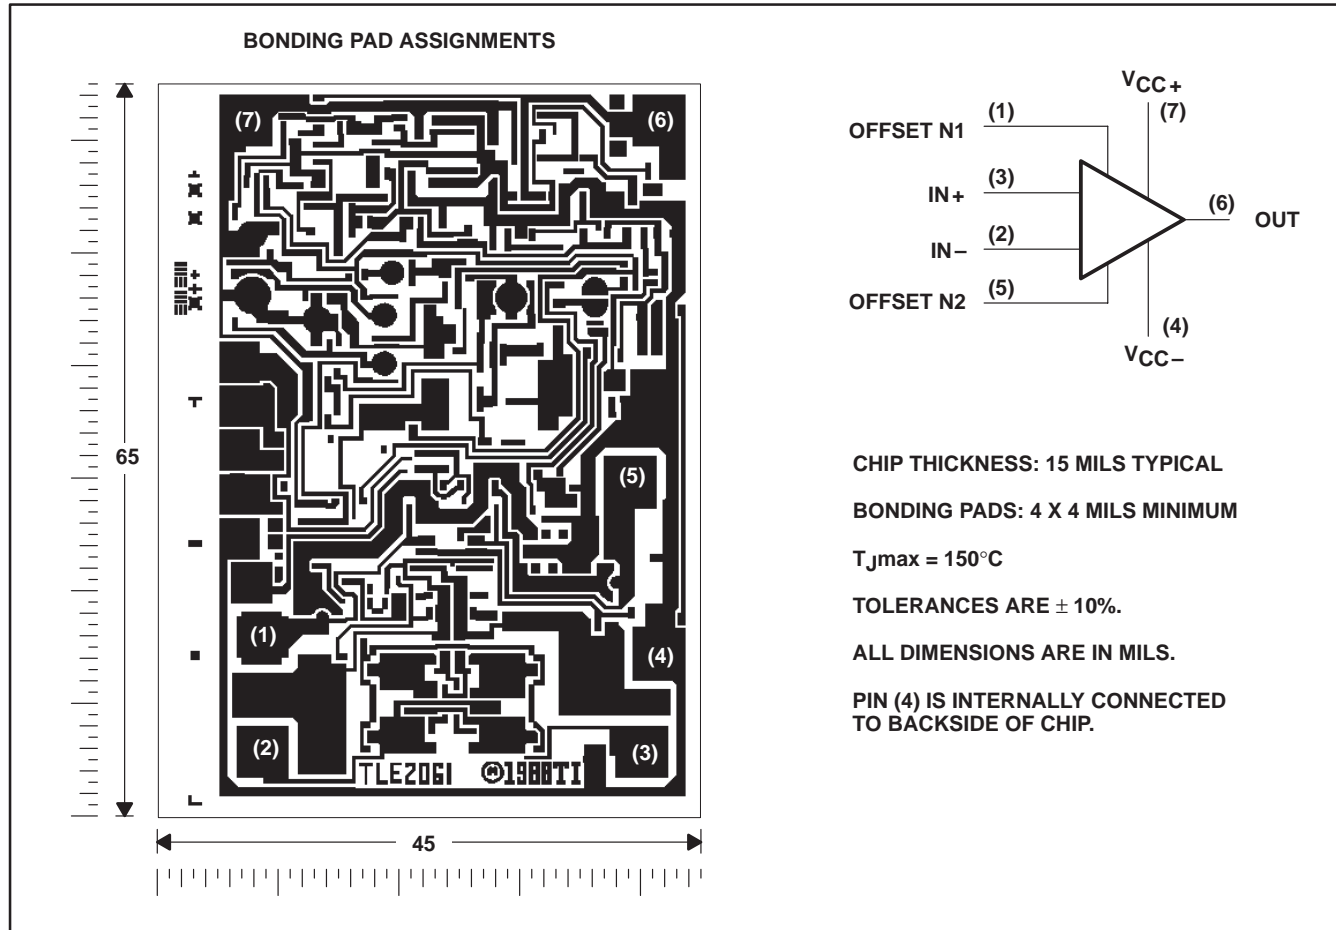 BONDING PAD ASSIGNMENTS
(7)
(6)
(5)
(1)
(4)
(2)
(3)
TLE2061 ©1988TI
65
45
VCC+
(7)
(1)
OFFSET N1
(3)
IN+
(2)
IN−
(5)
OFFSET N2
(6)
OUT
(4)
VCC−
CHIP THICKNESS: 15 MILS TYPICAL
BONDING PADS: 4 X 4 MILS MINIMUM
TJmax = 150°C
TOLERANCES ARE ± 10%.
ALL DIMENSIONS ARE IN MILS.
PIN (4) IS INTERNALLY CONNECTED
TO BACKSIDE OF CHIP.